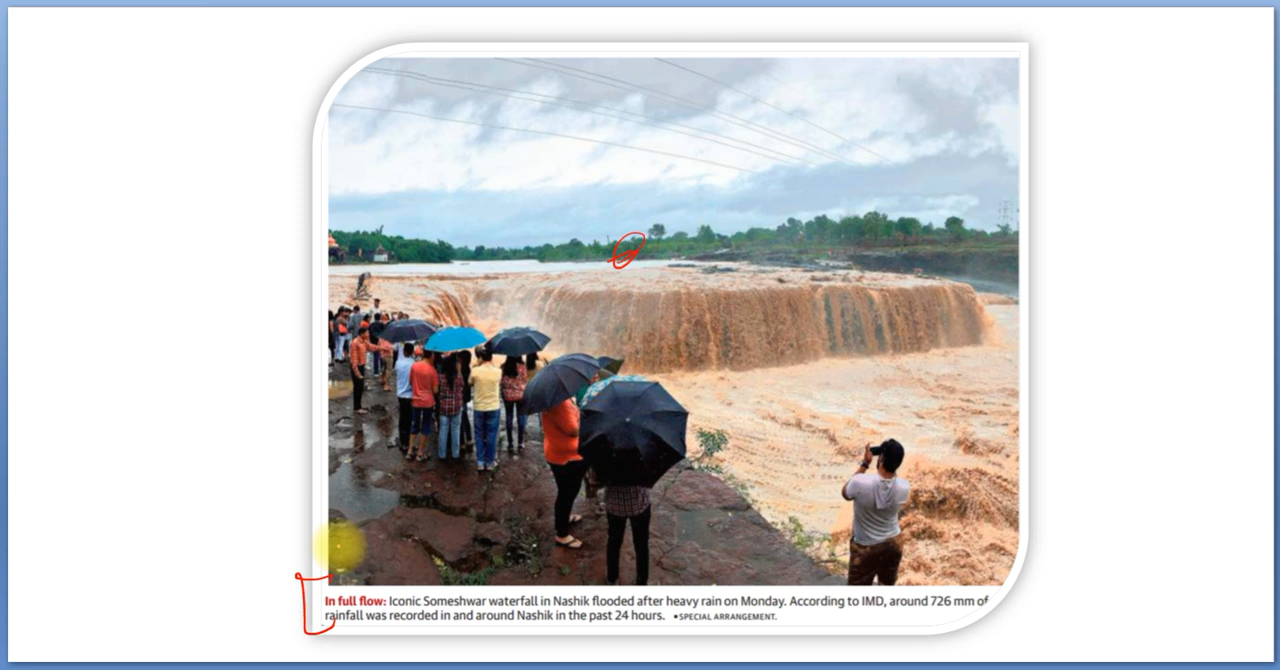 In full flow: Iconic Someshwar waterfall in Nashik flooded after heavy rain on Monday. According to IMD, around 726 mm of
rainfall was recorded in and around Nashik in the past 24 hours. •SPECIAL ARRANGEMENT.